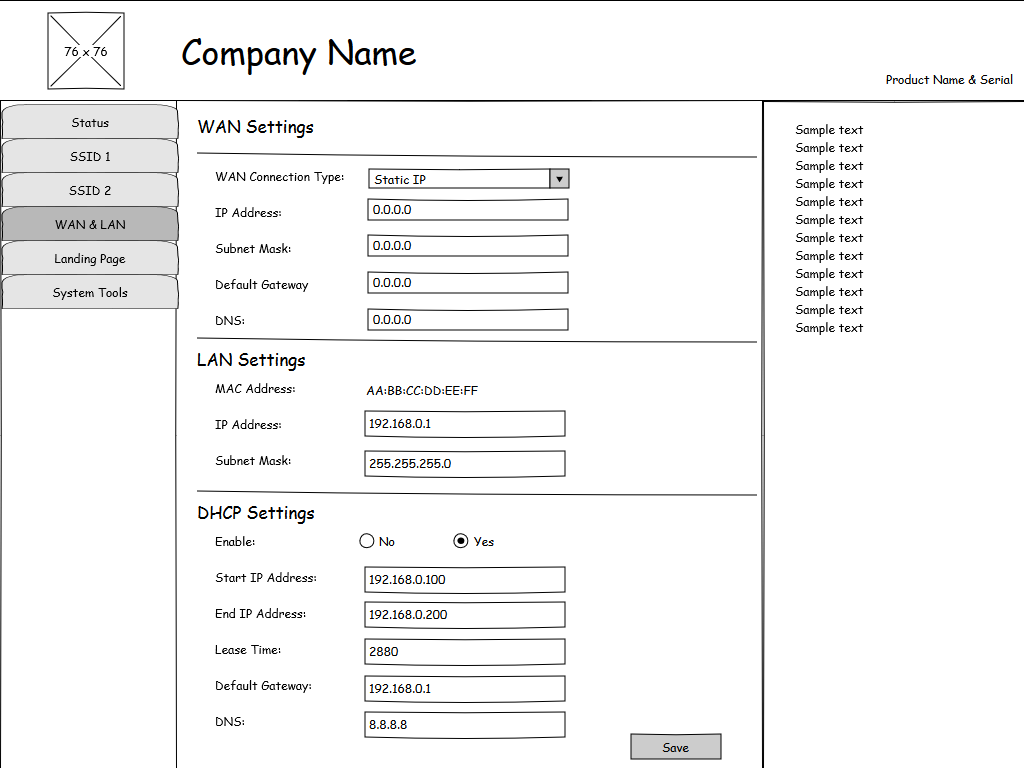 76 x 76
Company Name
Product Name & Serial
Status
SSID 1
SSID 2
WAN & LAN
Landing Page
System Tools
WAN Settings
WAN Connection Type: Static IP
IP Address: 0.0.0.0
Subnet Mask: 0.0.0.0
Default Gateway 0.0.0.0
DNS: 0.0.0.0
LAN Settings
MAC Address: AA:BB:CC:DD:EE:FF
IP Address: 192.168.0.1
Subnet Mask: 255.255.255.0
DHCP Settings
Enable: No Yes
Start IP Address: 192.168.0.100
End IP Address: 192.168.0.200
Lease Time: 2880
Default Gateway: 192.168.0.1
DNS: 8.8.8.8
Save
Sample text
Sample text
Sample text
Sample text
Sample text
Sample text
Sample text
Sample text
Sample text
Sample text
Sample text
Sample text